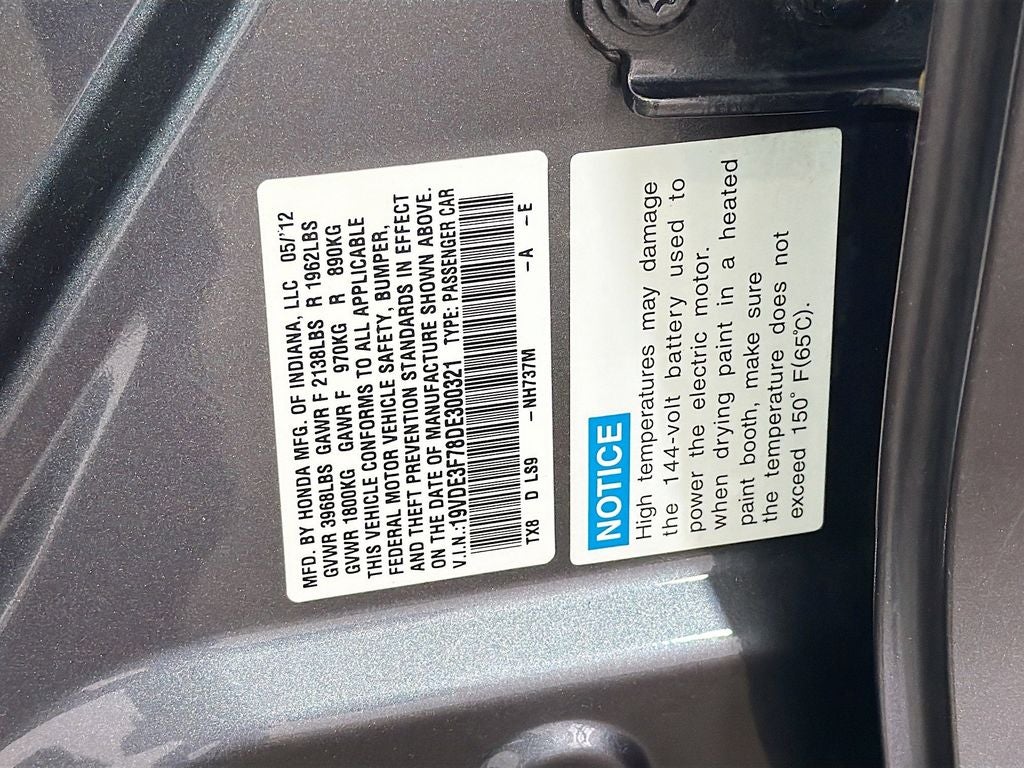 MFD. BY HONDA MFG. OF INDIANA, LLC 05/'12
GVWR 3968LBS GAWR F 2138LBS R 1962LBS
GVWR 1800KG GAWR F 970KG R 890KG
THIS VEHICLE CONFORMS TO ALL APPLICABLE
FEDERAL MOTOR VEHICLE SAFETY, BUMPER,
AND THEFT PREVENTION STANDARDS IN EFFECT
ON THE DATE OF MANUFACTURE SHOWN ABOVE.
V.I.N.:19VDE3F78DE300321 TYPE: PASSENGER CAR
TX8 D LS9 -NH737M -A -E
NOTICE
High temperatures may damage
the 144-volt battery used to
power the electric motor.
when drying paint in a heated
paint booth, make sure
the temperature does not
exceed 150° F(65℃).